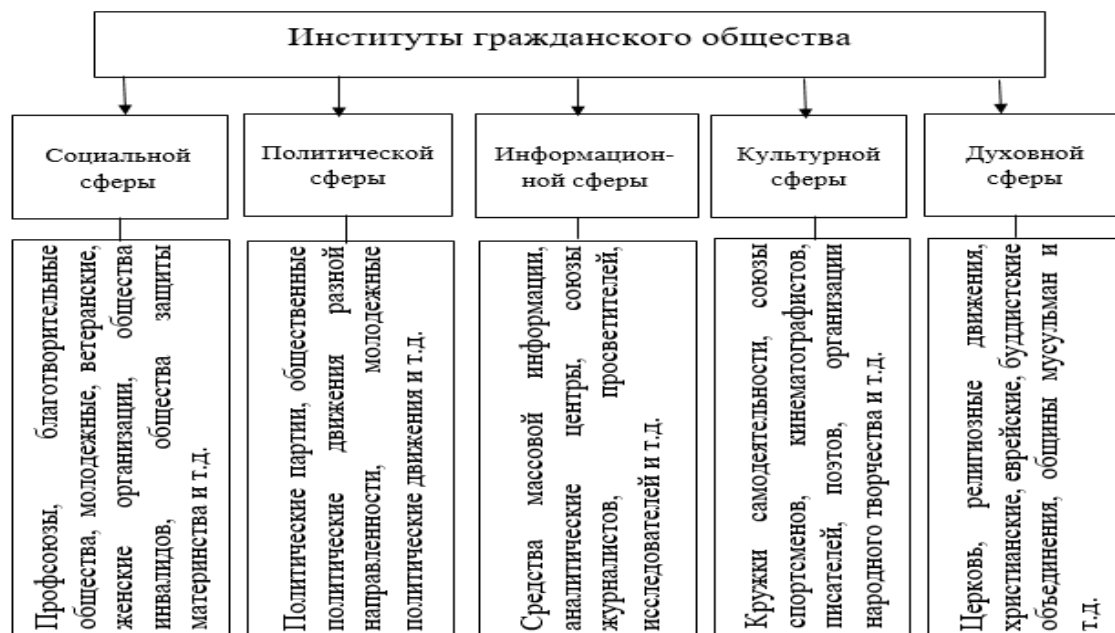 Институты гражданского общества
Социальной
сферы
Политической
сферы
Информацион-
ной сферы
Культурной
сферы
Духовной
сферы
Профсоюзы, благотворительные
общества, молодежные, ветеранские,
женские организации, общества
инвалидов, общества защиты
материнства и т.д.
Политические партии, общественные
политические движения разной
направленности, молодежные
политические движения и т.д.
Средства массовой информации,
аналитические центры, союзы
журналистов, просветителей,
исследователей и т.д.
Кружки самодеятельности, союзы
спортсменов, кинематографистов,
писателей, поэтов, организации
народного творчества и т.д.
Церковь, религиозные движения,
христианские, еврейские, буддистские
объединения, общины мусульман и
т.д.